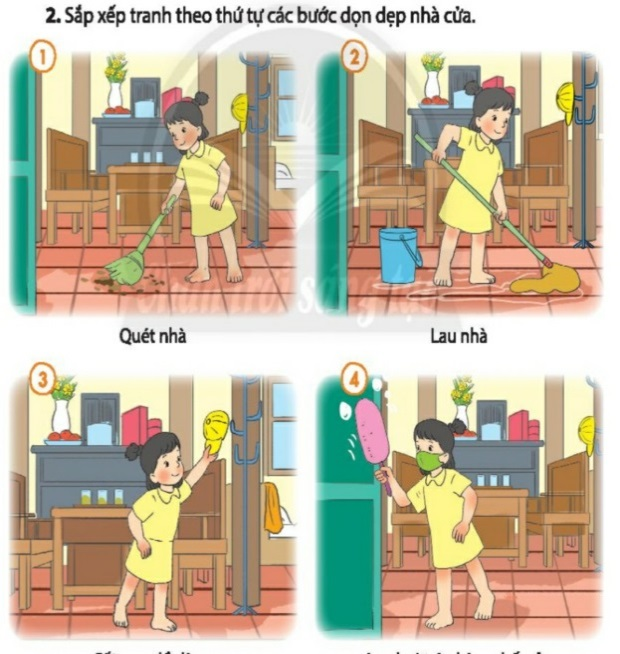 2. Sắp xếp tranh theo thứ tự các bước dọn dẹp nhà cửa.
1
2
Quét nhà
Lau nhà
3
4